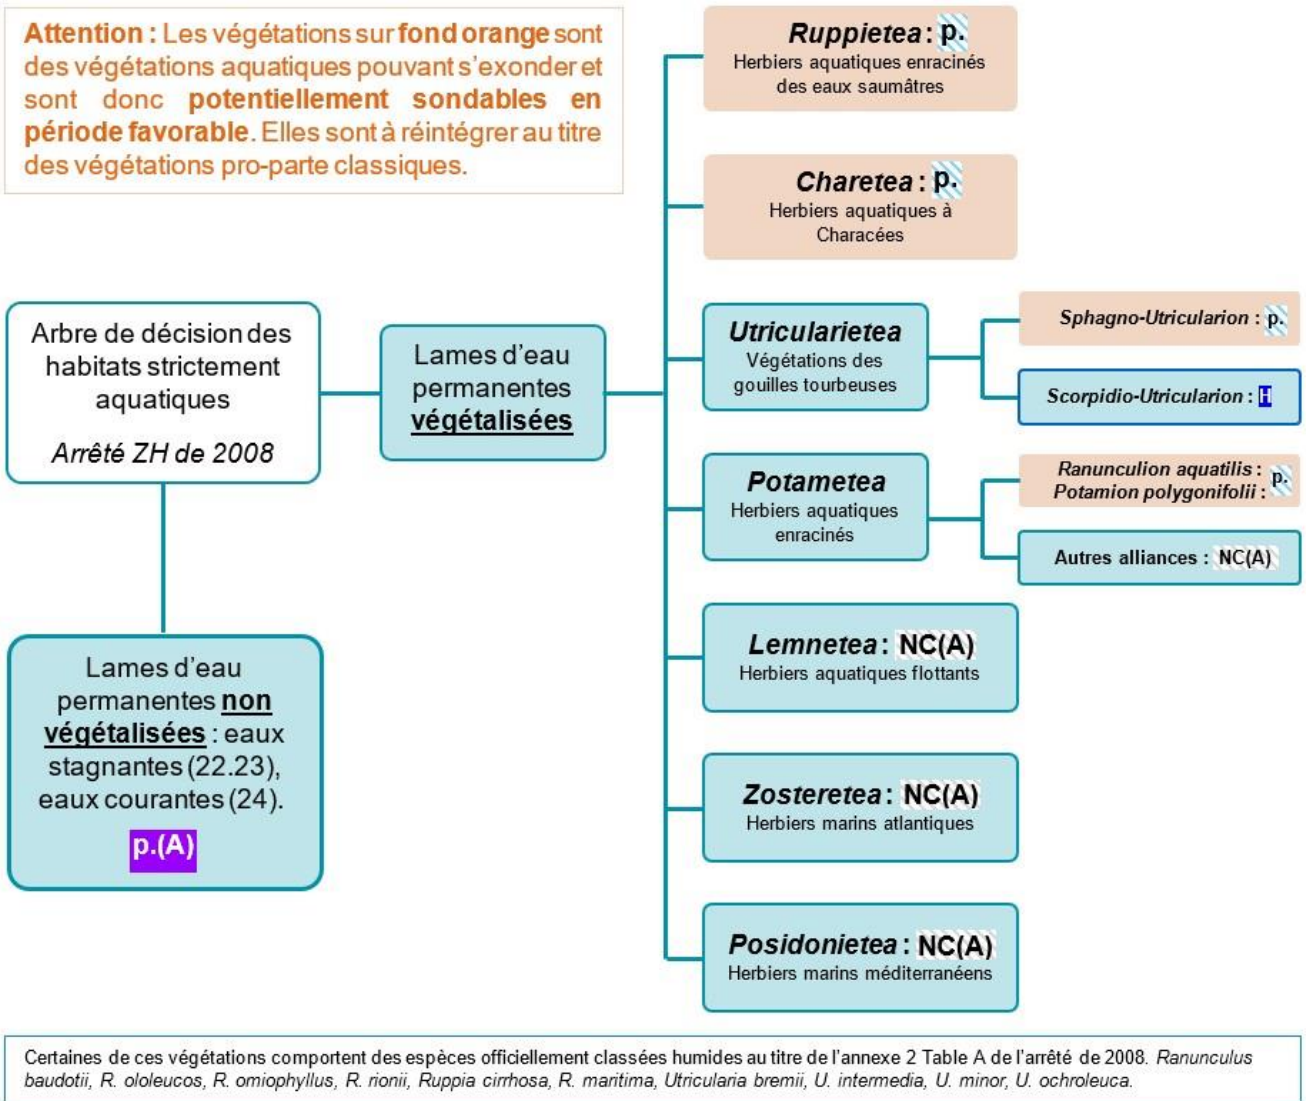 Attention : Les végétations sur fond orange sont
des végétations aquatiques pouvant s'exonder et
sont donc potentiellement sondables en
période favorable. Elles sont à réintégrer au titre
des végétations pro-parte classiques.
Arbre de décision des
habitats strictement
aquatiques
Arrêté ZH de 2008
Lames d'eau
permanentes non
végétalisées : eaux
stagnantes (22.23),
eaux courantes (24).
p.(A)
Lames d'eau
permanentes
végétalisées
Ruppietea : p.
Herbiers aquatiques enracinés
des eaux saumâtres
Charetea : p.
Herbiers aquatiques à
Characées
Utricularietea
Végétations des
gouilles tourbeuses
Sphagno-Utricularion : p.
Scorpidio-Utricularion : H
Potametea
Herbiers aquatiques
enracinés
Ranunculion aquatilis :
Potamion polygonifolii : p.
Autres alliances : NC(A)
Lemnetea : NC(A)
Herbiers aquatiques flottants
Zosteretea : NC(A)
Herbiers marins atlantiques
Posidonietea : NC(A)
Herbiers marins méditerranéens
Certaines de ces végétations comportent des espèces officiellement classées humides au titre de l'annexe 2 Table A de l'arrêté de 2008. Ranunculus
baudotii, R. ololeucos, R. omiophyllus, R. rionii, Ruppia cirrhosa, R. maritima, Utricularia bremii, U. intermedia, U. minor, U. ochroleuca.